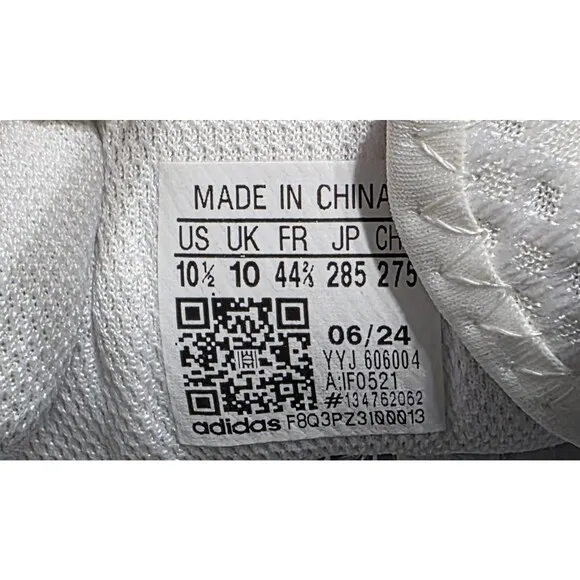 MADE IN CHINA
US UK FR JP CH
10½ 10 44⅔ 285 275
06/24
YYJ 606004
A:IF0521
#134762062
adidas F8Q3PZ3I00013